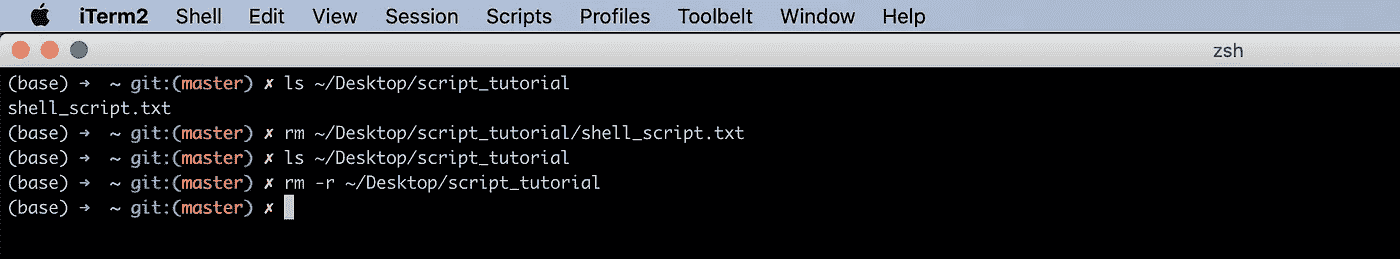 iTerm2 Shell Edit View Session Scripts Profiles Toolbelt Window Help
zsh
(base) ➜ ~ git:(master) ✗ ls ~/Desktop/script_tutorial
shell_script.txt
(base) ➜ ~ git:(master) ✗ rm ~/Desktop/script_tutorial/shell_script.txt
(base) ➜ ~ git:(master) ✗ ls ~/Desktop/script_tutorial
(base) ➜ ~ git:(master) ✗ rm -r ~/Desktop/script_tutorial
(base) ➜ ~ git:(master) ✗